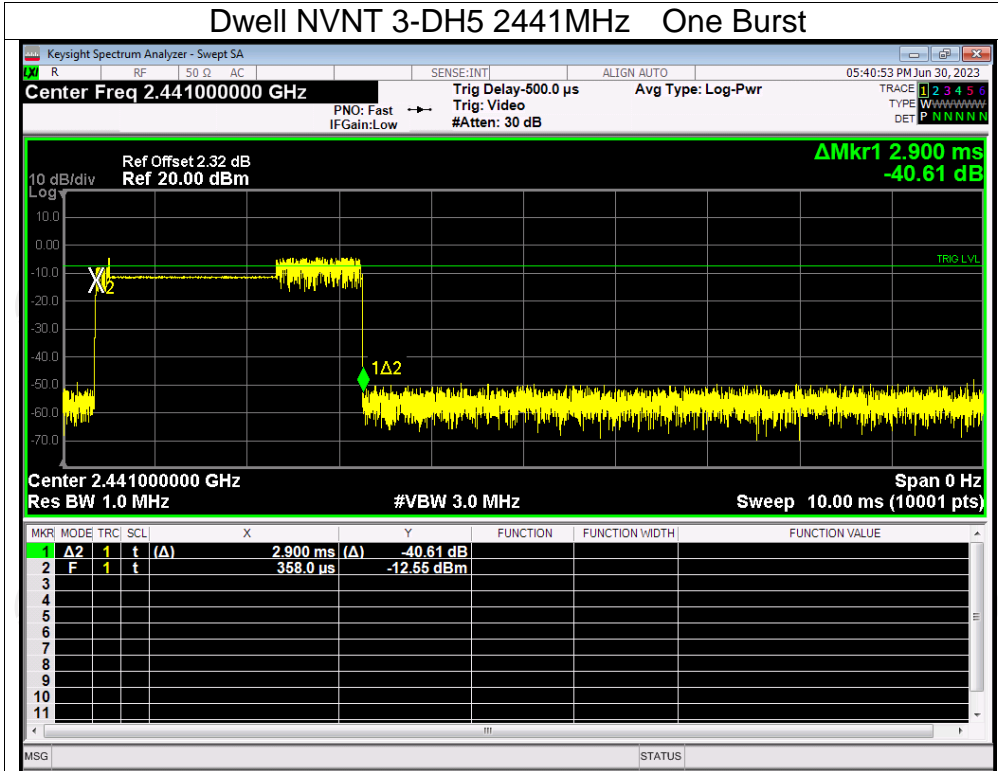 Dwell NVNT 3-DH5 2441MHz One Burst
Keysight Spectrum Analyzer - Swept SA
LXI R RF 50 Ω AC SENSE:INT ALIGN AUTO 05:40:53 PM Jun 30, 2023
Center Freq 2.441000000 GHz Trig Delay-500.0 µs Avg Type: Log-Pwr TRACE 1 2 3 4 5 6
PNO: Fast Trig: Video TYPE WWWWWW
IFGain:Low #Atten: 30 dB DET P N N N N N
ΔMkr1 2.900 ms
-40.61 dB
Ref Offset 2.32 dB
10 dB/div Ref 20.00 dBm
Log
10.0
0.00
TRIG LVL
-10.0
X2
-20.0
-30.0
-40.0
1Δ2
-50.0
-60.0
-70.0
Center 2.441000000 GHz Span 0 Hz
Res BW 1.0 MHz #VBW 3.0 MHz Sweep 10.00 ms (10001 pts)
MKR MODE TRC SCL X Y FUNCTION FUNCTION WIDTH FUNCTION VALUE
1 Δ2 1 t (Δ) 2.900 ms (Δ) -40.61 dB
2 F 1 t 358.0 µs -12.55 dBm
3
4
5
6
7
8
9
10
11
MSG STATUS